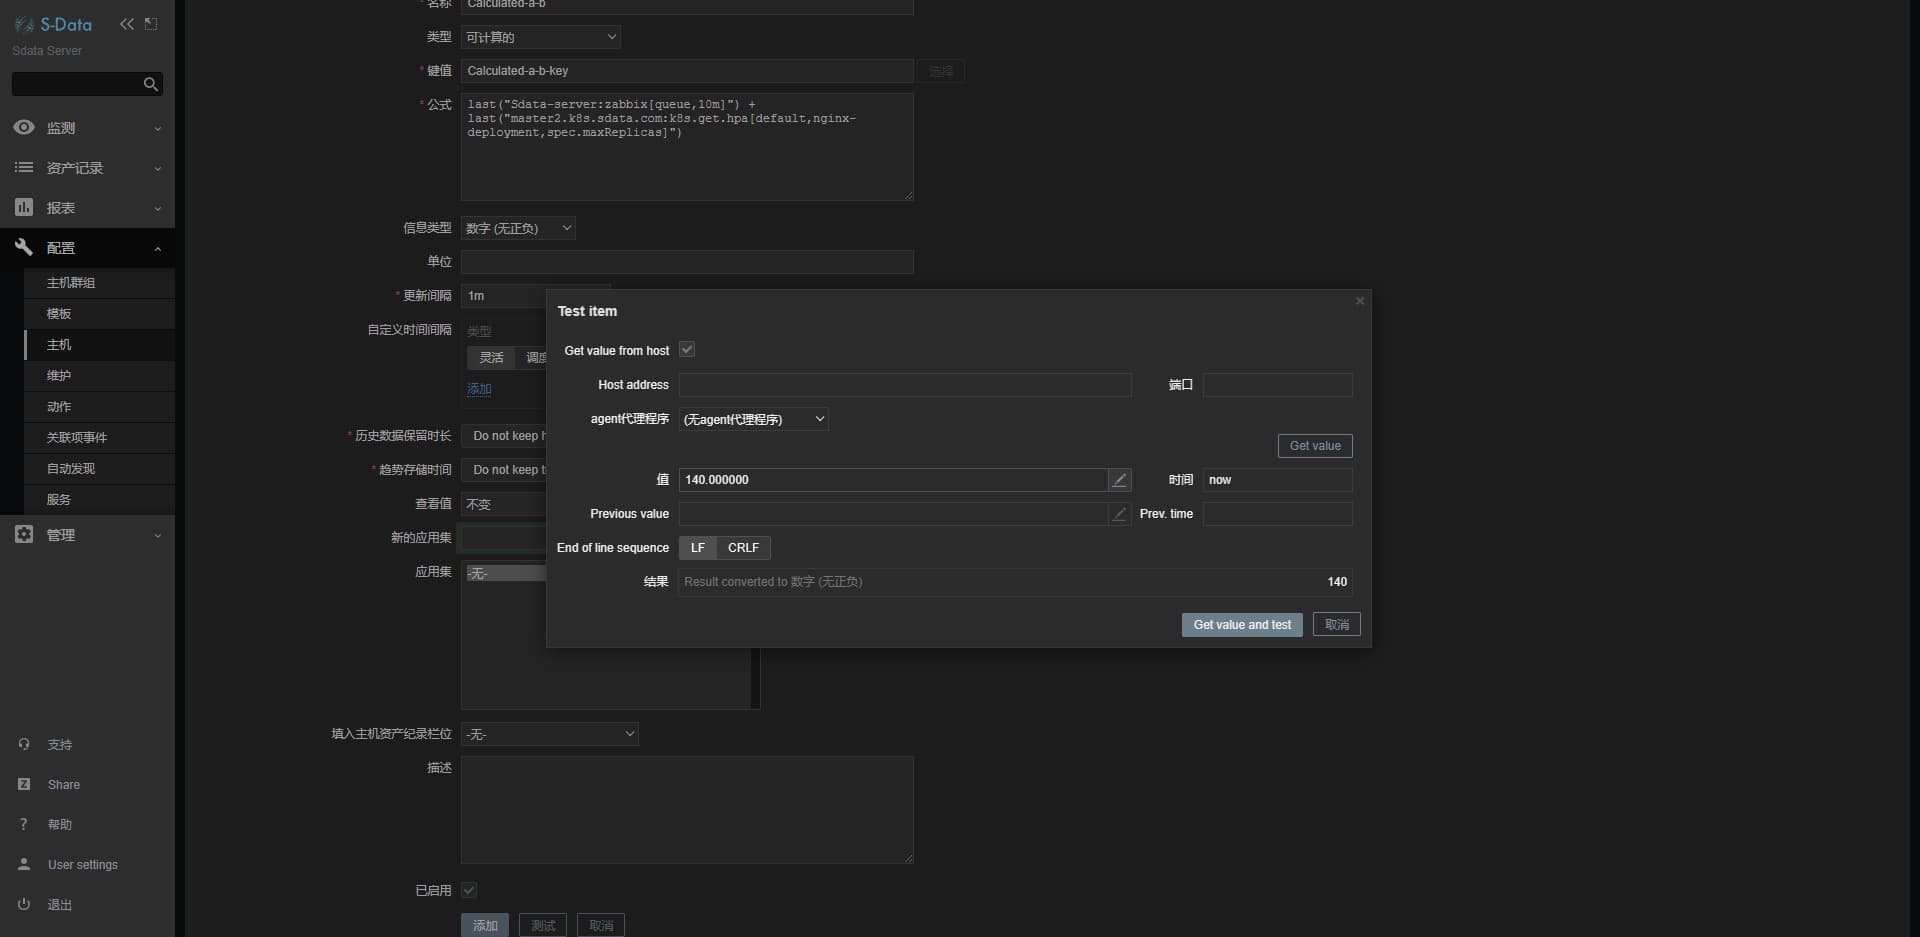 S-Data
Sdata Server
监测
资产记录
报表
配置
主机群组
模板
主机
维护
动作
关联项事件
自动发现
服务
管理
支持
Share
帮助
User settings
退出
* 名称 Calculated-a-b
类型 可计算的
* 键值 Calculated-a-b-key 选择
* 公式 last("Sdata-server:zabbix[queue,10m]") +
last("master2.k8s.sdata.com:k8s.get.hpa[default,nginx-
deployment,spec.maxReplicas]")
信息类型 数字 (无正负)
单位
* 更新间隔 1m
自定义时间间隔 类型
灵活 调度
添加
* 历史数据保留时长 Do not keep h
* 趋势存储时间 Do not keep t
查看值 不变
新的应用集
应用集 -无-
填入主机资产纪录栏位 -无-
描述
已启用
添加 测试 取消
Test item
Get value from host
Host address 端口
agent代理程序 (无agent代理程序)
Get value
值 140.000000 时间 now
Previous value Prev. time
End of line sequence LF CRLF
结果 Result converted to 数字 (无正负) 140
Get value and test 取消